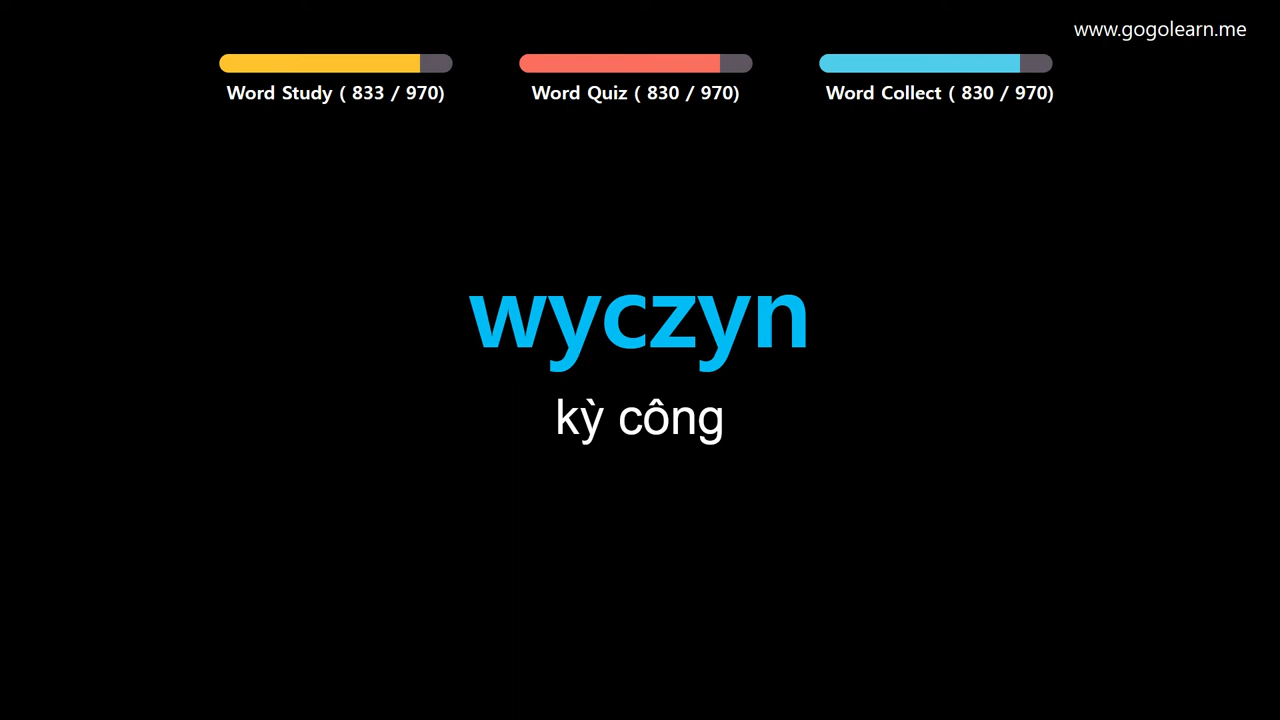 www.gogolearn.me
Word Study ( 833 / 970)
Word Quiz ( 830 / 970)
Word Collect ( 830 / 970)
wyczyn
kỳ công